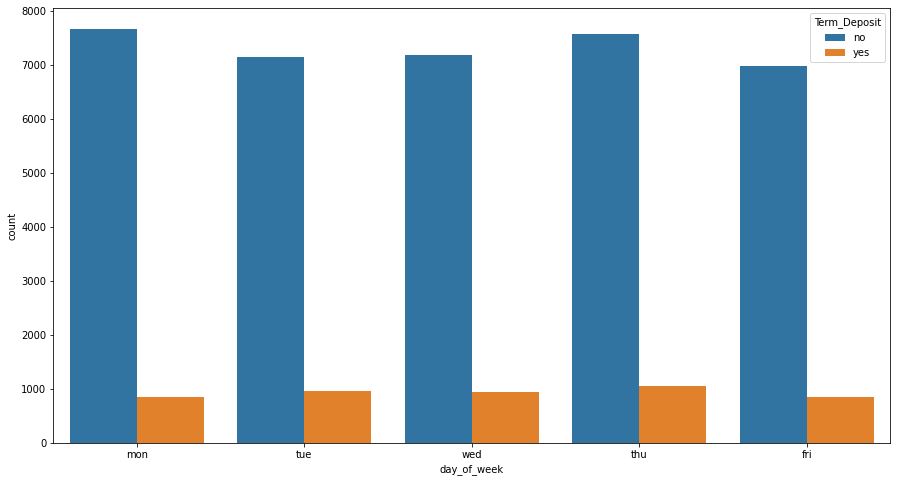 8000
7000
6000
5000
4000
3000
2000
1000
0
count
mon tue wed thu fri
day_of_week
Term_Deposit
no
yes